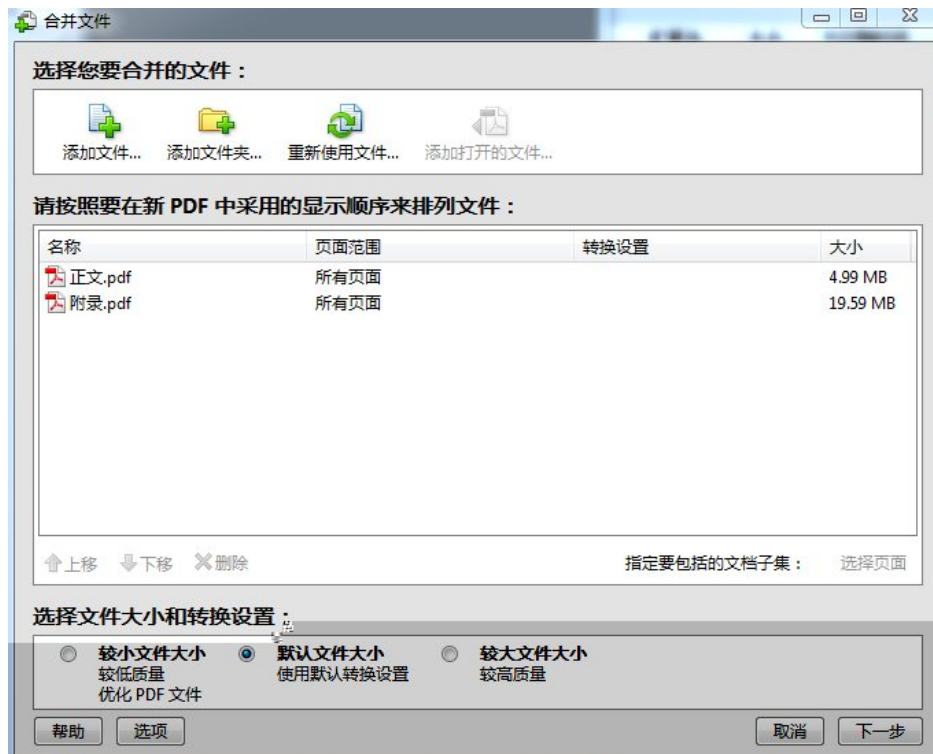 合并文件
选择您要合并的文件：
添加文件... 添加文件夹... 重新使用文件... 添加打开的文件...
请按照要在新 PDF 中采用的显示顺序来排列文件：
名称 页面范围 转换设置 大小
正文.pdf 所有页面 4.99 MB
附录.pdf 所有页面 19.59 MB
上移 下移 删除 指定要包括的文档子集： 选择页面
选择文件大小和转换设置：
较小文件大小 默认文件大小 较大文件大小
较低质量 使用默认转换设置 较高质量
优化 PDF 文件
帮助 选项 取消 下一步